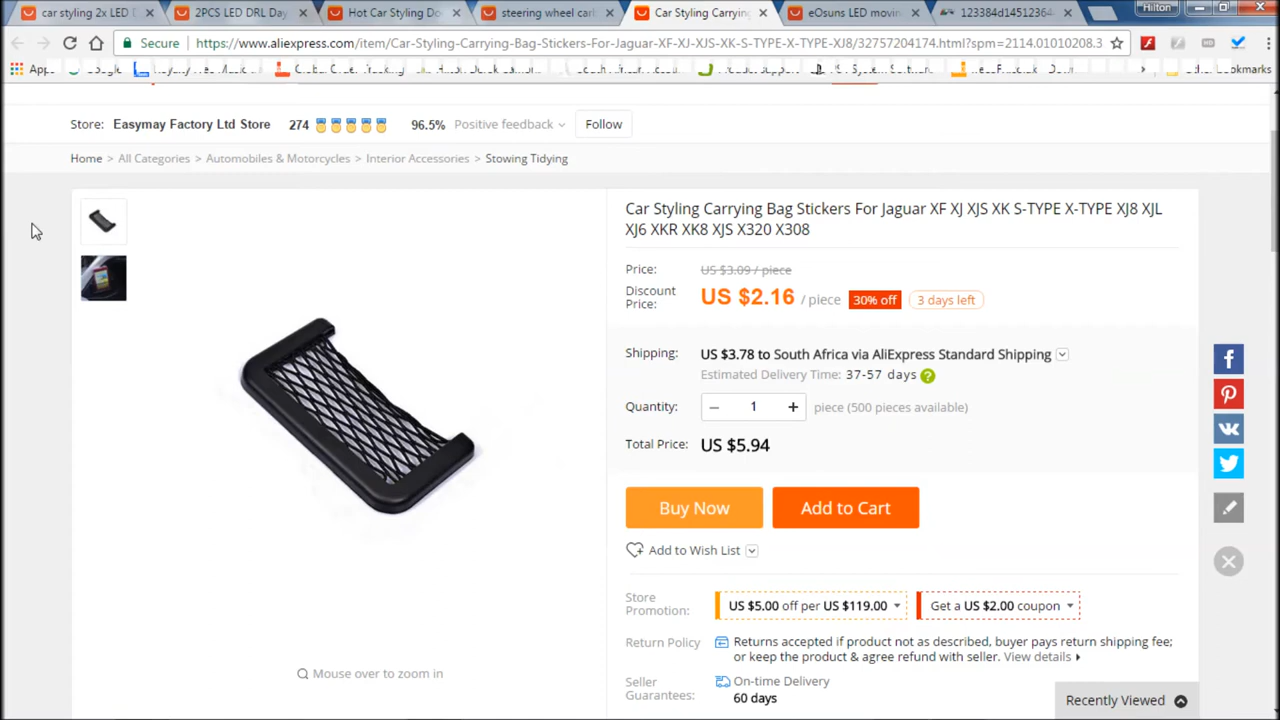 car styling 2x LED D
2PCS LED DRL Day
Hot Car Styling Do
steering wheel car
Car Styling Carrying
eOsuns LED movin
123384d14512364
Hilton
Secure
https://www.aliexpress.com/item/Car-Styling-Carrying-Bag-Stickers-For-Jaguar-XF-XJ-XJS-XK-S-TYPE-X-TYPE-XJ8/32757204174.html?spm=2114.01010208.3
Apps
Store: Easymay Factory Ltd Store 274 96.5% Positive feedback Follow
Home > All Categories > Automobiles & Motorcycles > Interior Accessories > Stowing Tidying
Car Styling Carrying Bag Stickers For Jaguar XF XJ XJS XK S-TYPE X-TYPE XJ8 XJL
XJ6 XKR XK8 XJS X320 X308
Price: US $3.09 / piece
Discount
Price: US $2.16 / piece 30% off 3 days left
Shipping: US $3.78 to South Africa via AliExpress Standard Shipping
Estimated Delivery Time: 37-57 days ?
Quantity: – 1 + piece (500 pieces available)
Total Price: US $5.94
Buy Now Add to Cart
Add to Wish List
Store
Promotion: US $5.00 off per US $119.00 Get a US $2.00 coupon
Return Policy Returns accepted if product not as described, buyer pays return shipping fee;
or keep the product & agree refund with seller. View details
Mouse over to zoom in
Seller
Guarantees: On-time Delivery
60 days
Recently Viewed